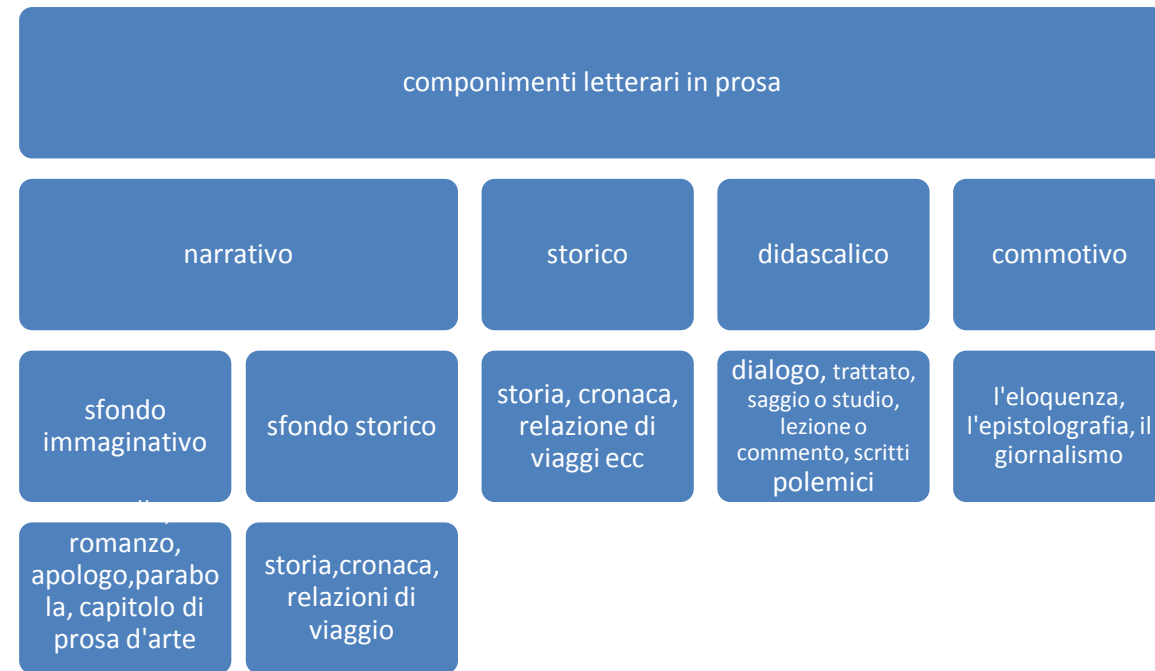 componimenti letterari in prosa
narrativo
storico
didascalico
commotivo
sfondo
immaginativo
sfondo storico
storia, cronaca,
relazione di
viaggi ecc
dialogo, trattato,
saggio o studio,
lezione o
commento, scritti
polemici
l'eloquenza,
l'epistolografia, il
giornalismo
romanzo,
apologo,parabo
la, capitolo di
prosa d'arte
storia,cronaca,
relazioni di
viaggio